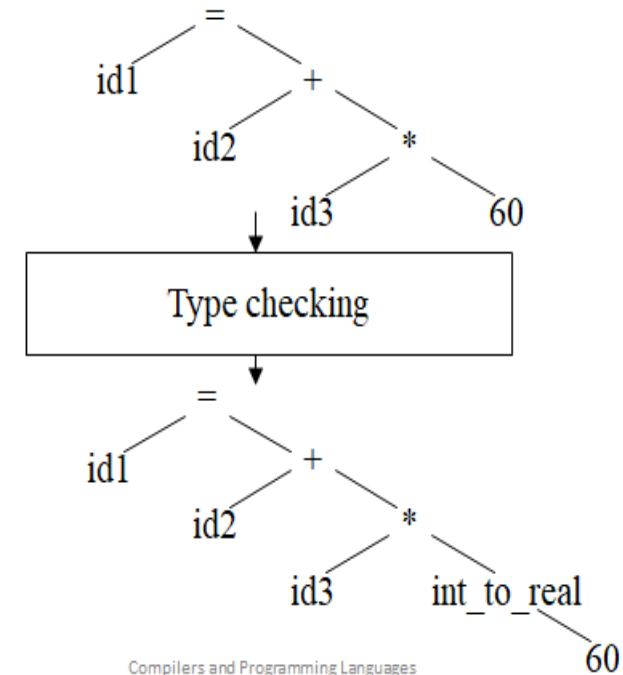 =
id1 +
id2 *
id3 60
Type checking
=
id1 +
id2 *
id3 int_to_real
60
Compilers and Programming Languages